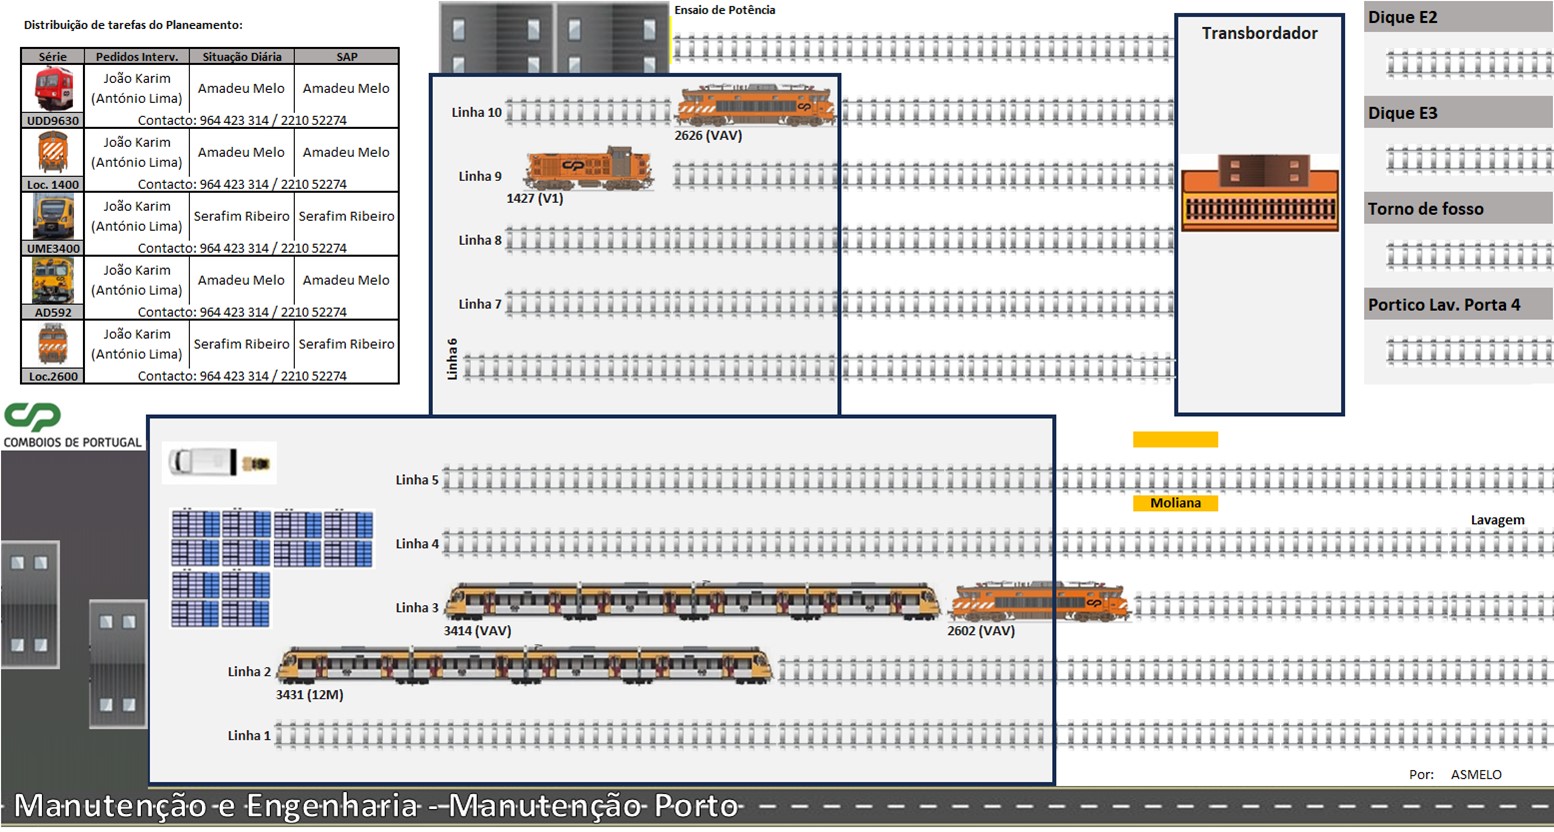 Distribuição de tarefas do Planeamento:
Série Pedidos Interv. Situação Diária SAP
João Karim
(António Lima) Amadeu Melo Amadeu Melo
UDD9630 Contacto: 964 423 314 / 2210 52274
João Karim
(António Lima) Amadeu Melo Amadeu Melo
Loc. 1400 Contacto: 964 423 314 / 2210 52274
João Karim
(António Lima) Serafim Ribeiro Serafim Ribeiro
UME3400 Contacto: 964 423 314 / 2210 52274
João Karim
(António Lima) Amadeu Melo Amadeu Melo
AD592 Contacto: 964 423 314 / 2210 52274
João Karim
(António Lima) Serafim Ribeiro Serafim Ribeiro
Loc.2600 Contacto: 964 423 314 / 2210 52274
Ensaio de Potência
Linha 10
2626 (VAV)
Linha 9
1427 (V1)
Linha 8
Linha 7
Linha 6
Transbordador
Dique E2
Dique E3
Torno de fosso
Portico Lav. Porta 4
CP
COMBOIOS DE PORTUGAL
Linha 5
Moliana
Lavagem
Linha 4
Linha 3
3414 (VAV) 2602 (VAV)
Linha 2
3431 (12M)
Linha 1
Por: ASMELO
Manutenção e Engenharia - Manutenção Porto